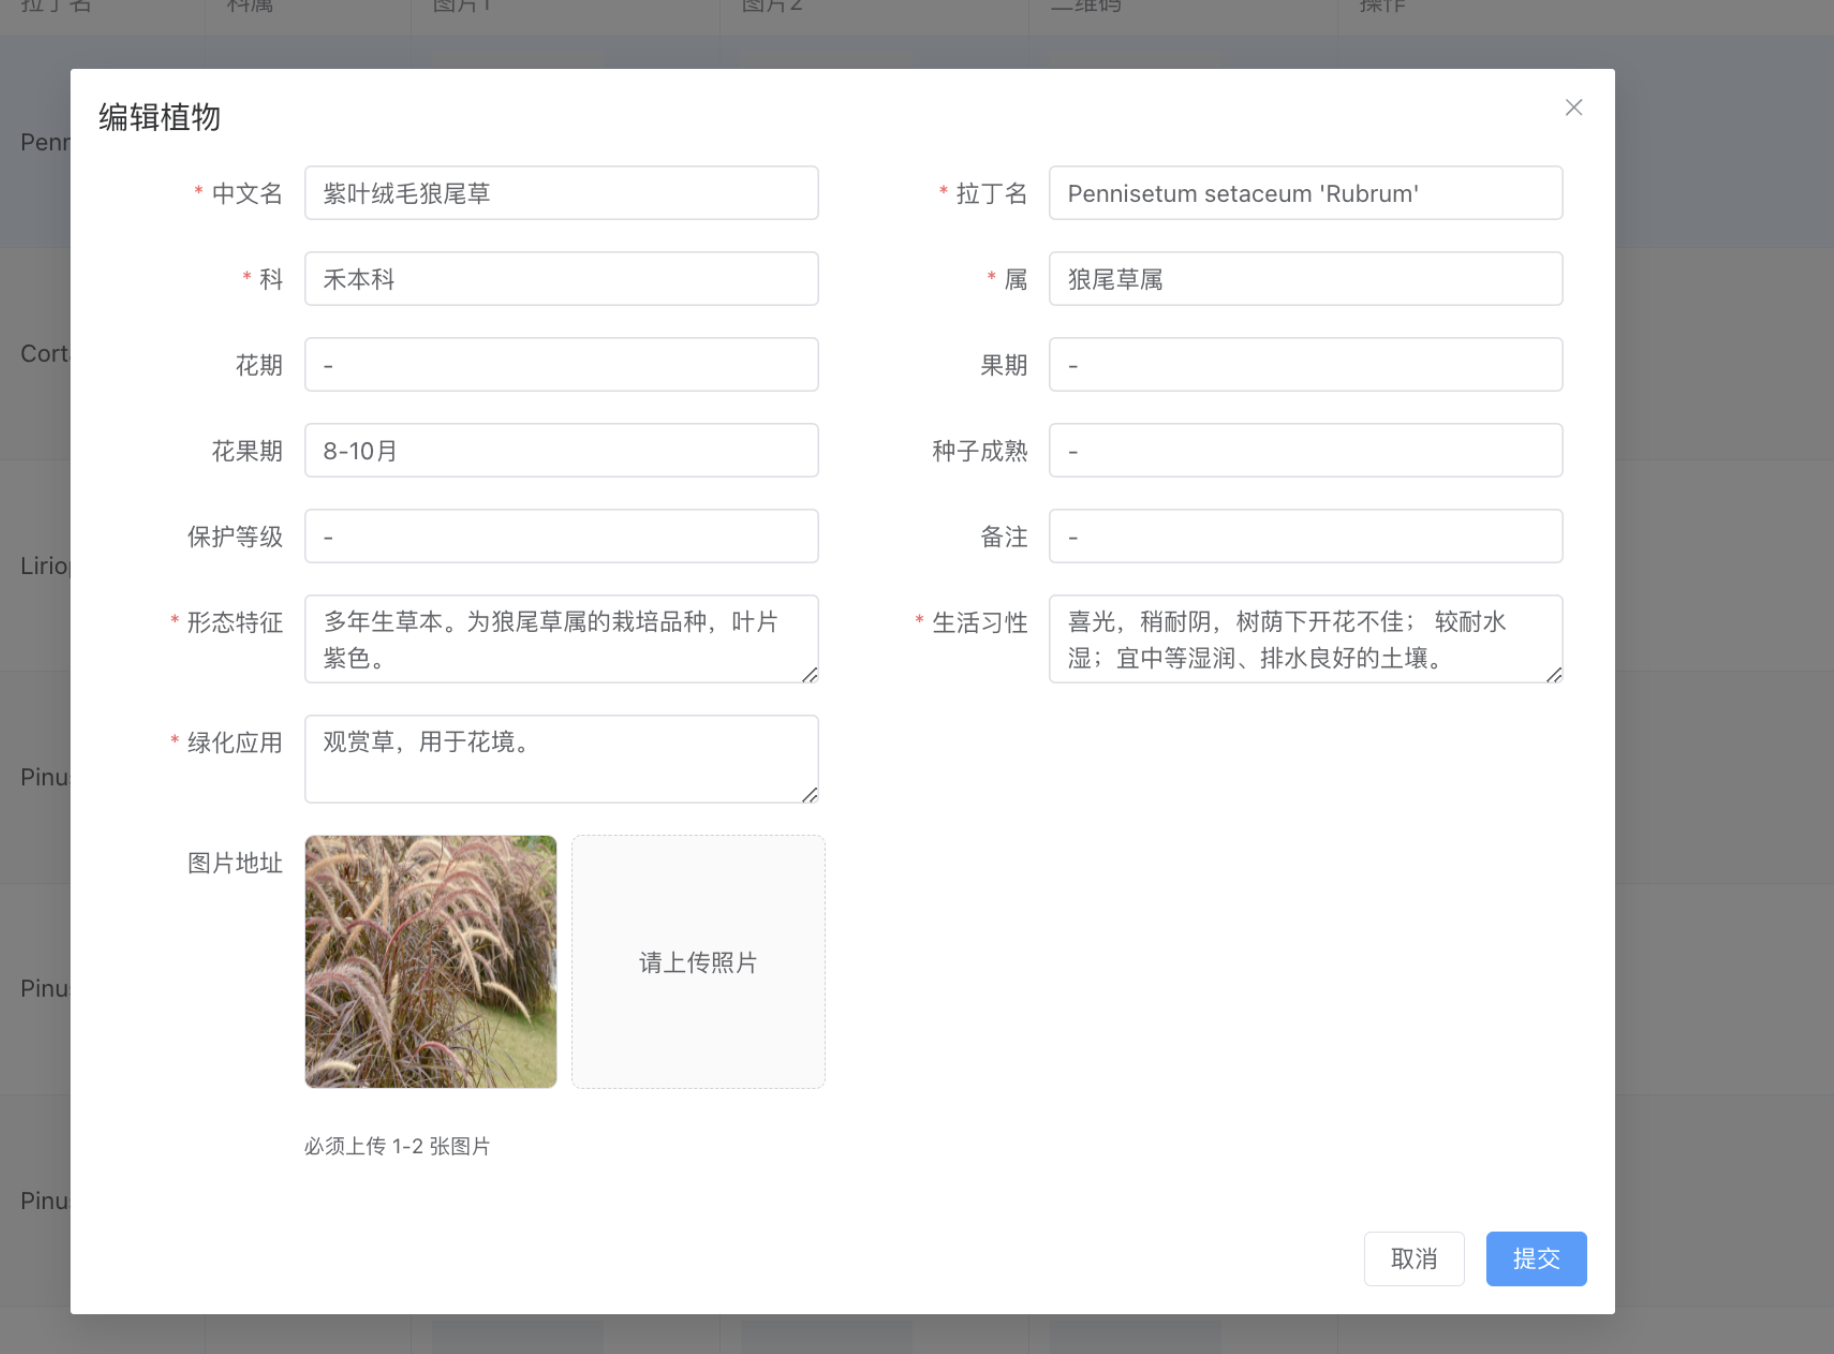 拉丁名 科属 图片1 图片2 二维码 操作
编辑植物
* 中文名 紫叶绒毛狼尾草
* 拉丁名 Pennisetum setaceum 'Rubrum'
* 科 禾本科
* 属 狼尾草属
花期 -
果期 -
花果期 8-10月
种子成熟 -
保护等级 -
备注 -
* 形态特征 多年生草本。为狼尾草属的栽培品种，叶片
紫色。
* 生活习性 喜光，稍耐阴，树荫下开花不佳； 较耐水
湿；宜中等湿润、排水良好的土壤。
* 绿化应用 观赏草，用于花境。
图片地址
请上传照片
必须上传 1-2 张图片
取消 提交
Penn
Cort
Lirio
Pinu
Pinu
Pinu